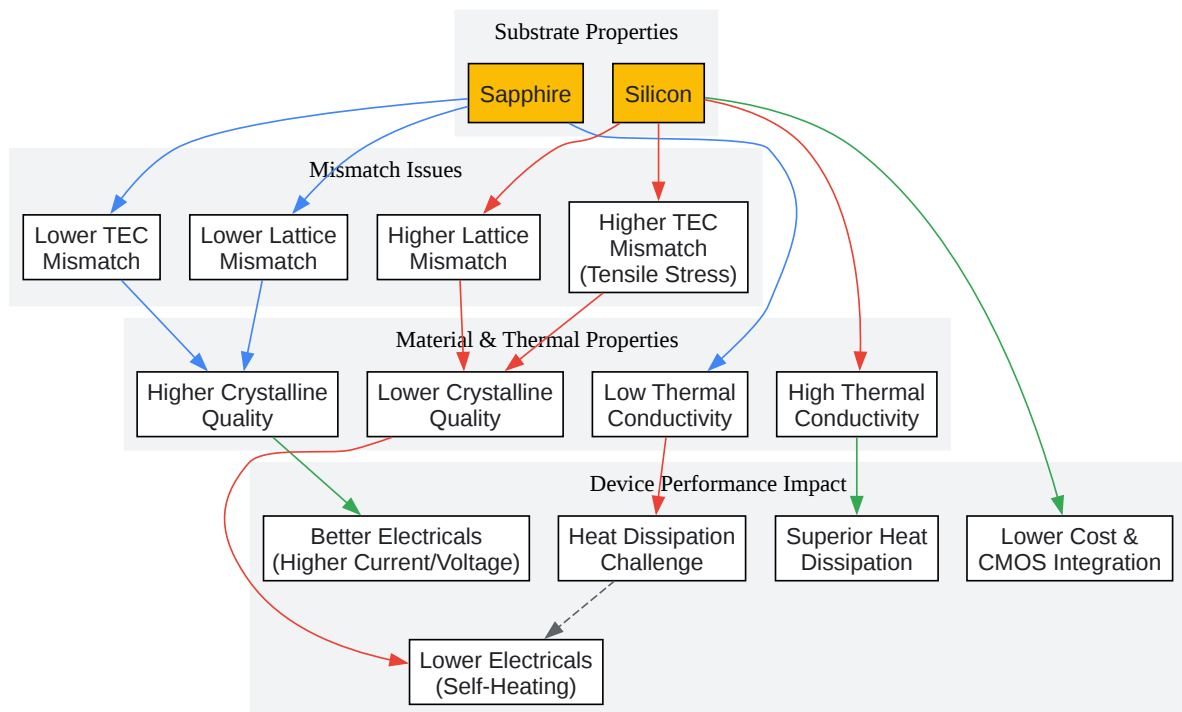 Substrate Properties
Sapphire
Silicon
Mismatch Issues
Lower TEC
Mismatch
Lower Lattice
Mismatch
Higher Lattice
Mismatch
Higher TEC
Mismatch
(Tensile Stress)
Material & Thermal Properties
Higher Crystalline
Quality
Lower Crystalline
Quality
Low Thermal
Conductivity
High Thermal
Conductivity
Device Performance Impact
Better Electricals
(Higher Current/Voltage)
Heat Dissipation
Challenge
Superior Heat
Dissipation
Lower Cost &
CMOS Integration
Lower Electricals
(Self-Heating)